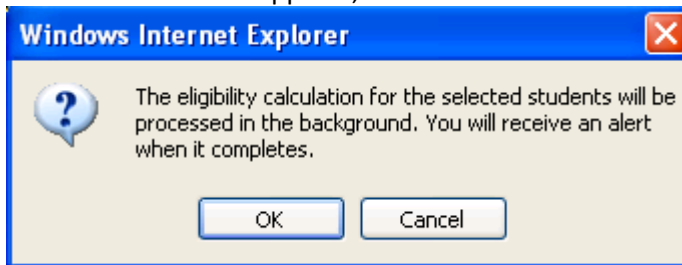 Windows Internet Explorer
The eligibility calculation for the selected students will be
processed in the background. You will receive an alert
when it completes.
OK
Cancel